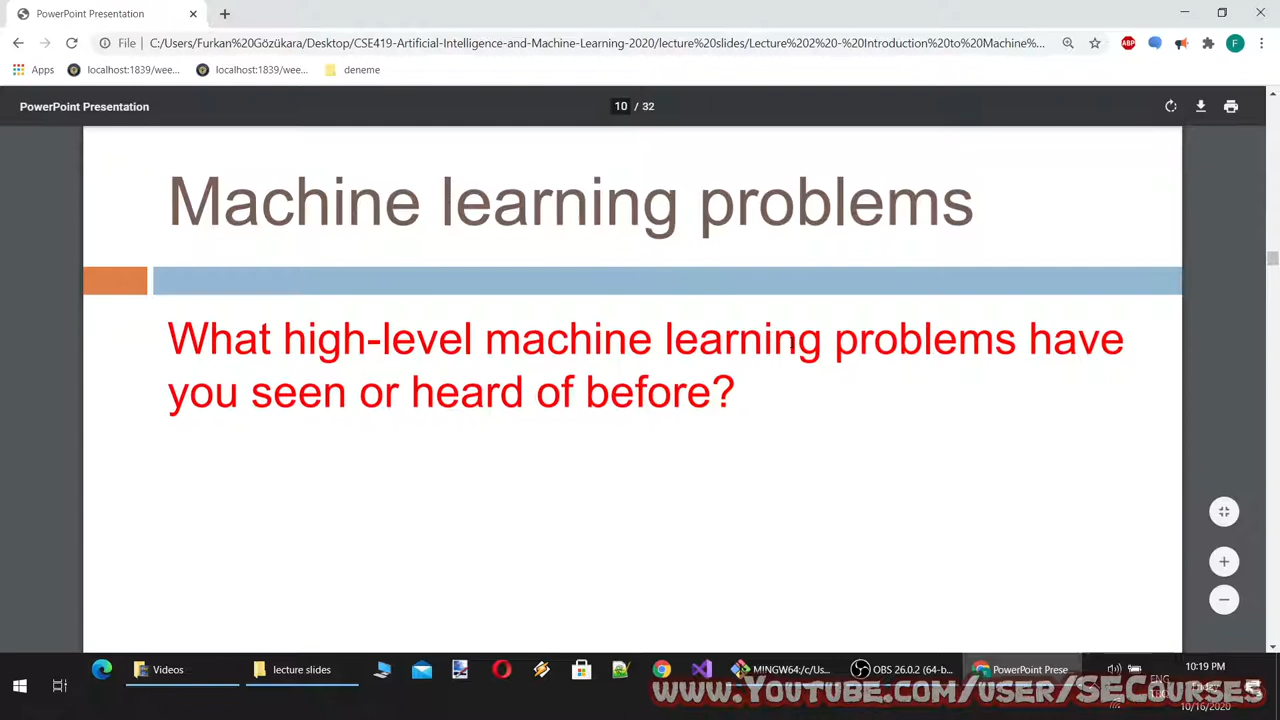 PowerPoint Presentation
File
C:/Users/Furkan%20Gözükara/Desktop/CSE419-Artificial-Intelligence-and-Machine-Learning-2020/lecture%20slides/Lecture%202%20-%20Introduction%20to%20Machine%...
ABP
F
Apps
localhost:1839/wee...
localhost:1839/wee...
deneme
PowerPoint Presentation
10 / 32
Machine learning problems
What high-level machine learning problems have
you seen or heard of before?
Videos
lecture slides
MINGW64:/c/Us...
OBS 26.0.2 (64-b...
PowerPoint Prese
ENG
10:19 PM
10/16/2020
www.Youtube.com/user/SECourses